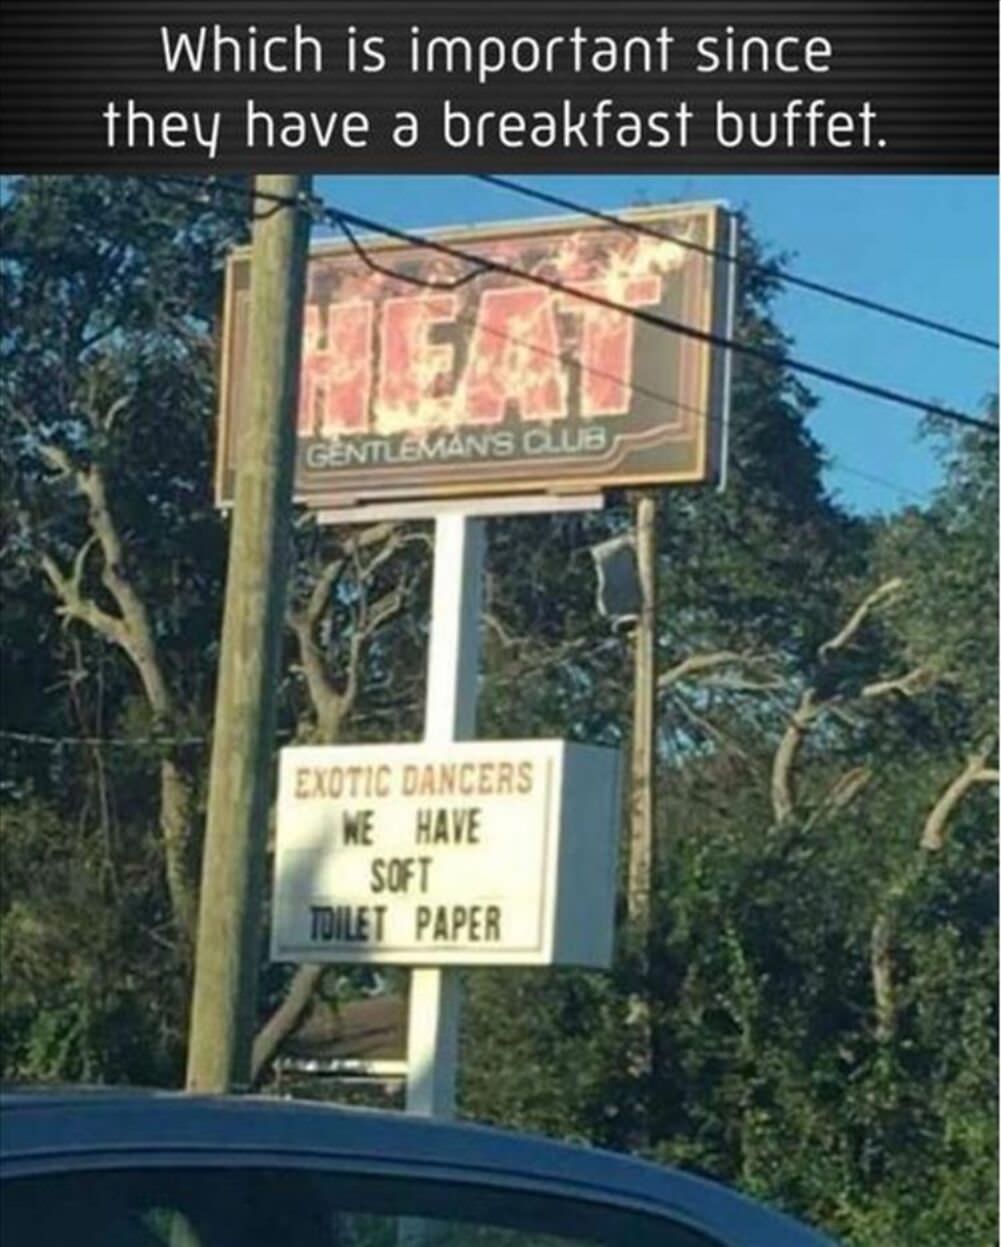 Which is important since
they have a breakfast buffet.
HEAT
GENTLEMAN'S CLUB
EXOTIC DANCERS
WE HAVE
SOFT
TOILET PAPER